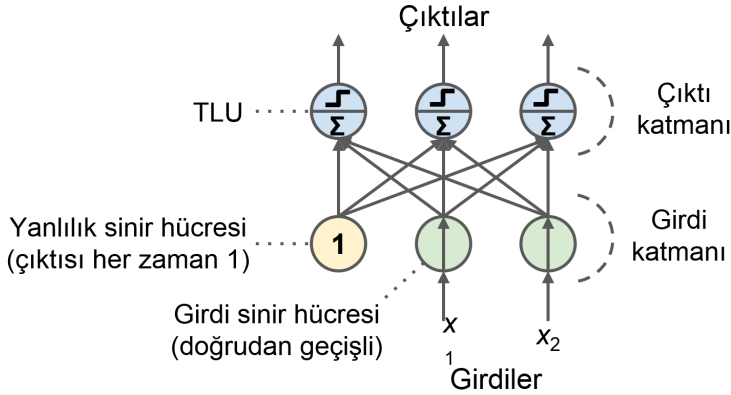 Çıktılar
TLU
Σ
Σ
Σ
Çıktı
katmanı
Yanlılık sinir hücresi
(çıktısı her zaman 1)
1
Girdi
katmanı
Girdi sinir hücresi
(doğrudan geçişli)
x
1
x₂
Girdiler